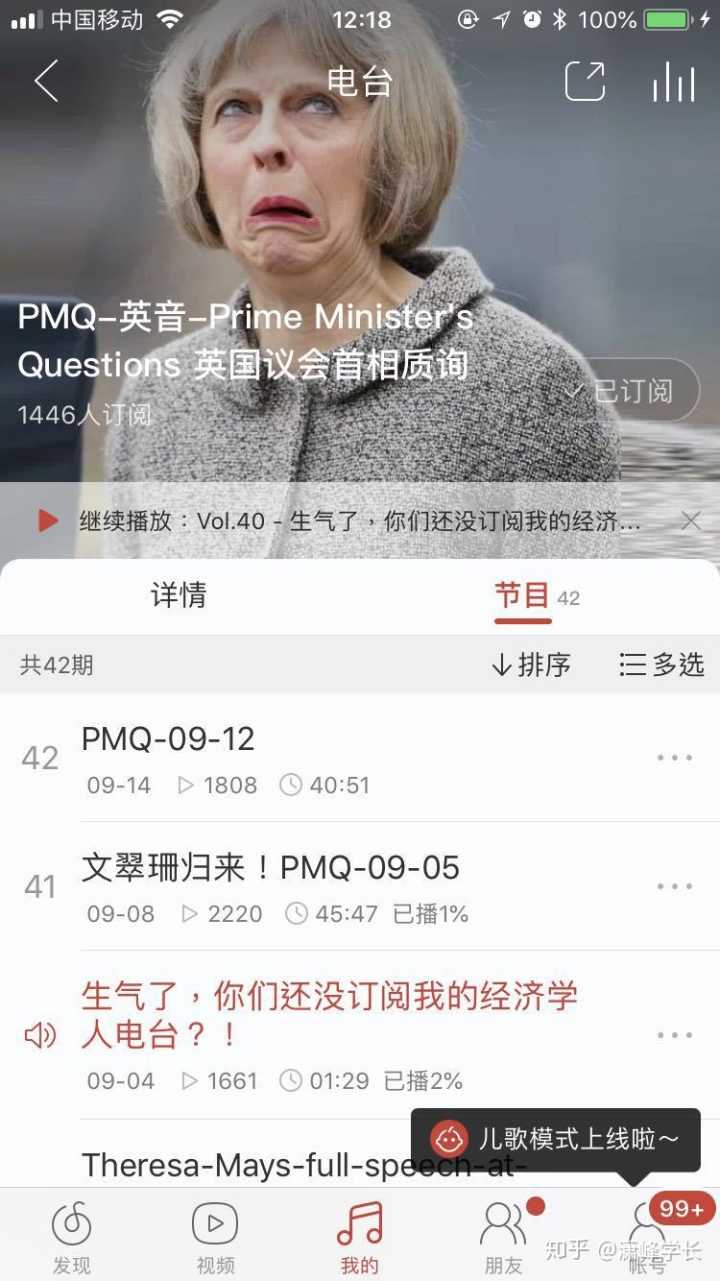 中国移动 12:18 100%
电台
PMQ-英音-Prime Minister's
Questions 英国议会首相质询
1446人订阅
已订阅
继续播放：Vol.40 - 生气了，你们还没订阅我的经济...
详情 节目 42
共42期 排序 多选
42 PMQ-09-12
09-14 1808 40:51
41 文翠珊归来！PMQ-09-05
09-08 2220 45:47 已播1%
生气了，你们还没订阅我的经济学
人电台？！
09-04 1661 01:29 已播2%
儿歌模式上线啦～
Theresa-Mays-full-speech-at-
99+
发现 视频 我的 朋友 帐号
知乎 @潇峰学长